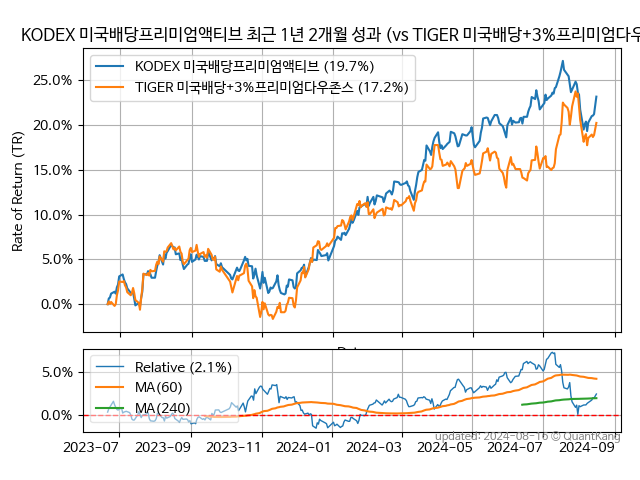 KODEX 미국배당프리미엄액티브 최근 1년 2개월 성과 (vs TIGER 미국배당+3%프리미엄다우
KODEX 미국배당프리미엄액티브 (19.7%)
TIGER 미국배당+3%프리미엄다우존스 (17.2%)
Rate of Return (TR)
25.0%
20.0%
15.0%
10.0%
5.0%
0.0%
Relative (2.1%)
MA(60)
MA(240)
5.0%
0.0%
updated: 2024-08-16 © QuantKang
2023-07 2023-09 2023-11 2024-01 2024-03 2024-05 2024-07 2024-09